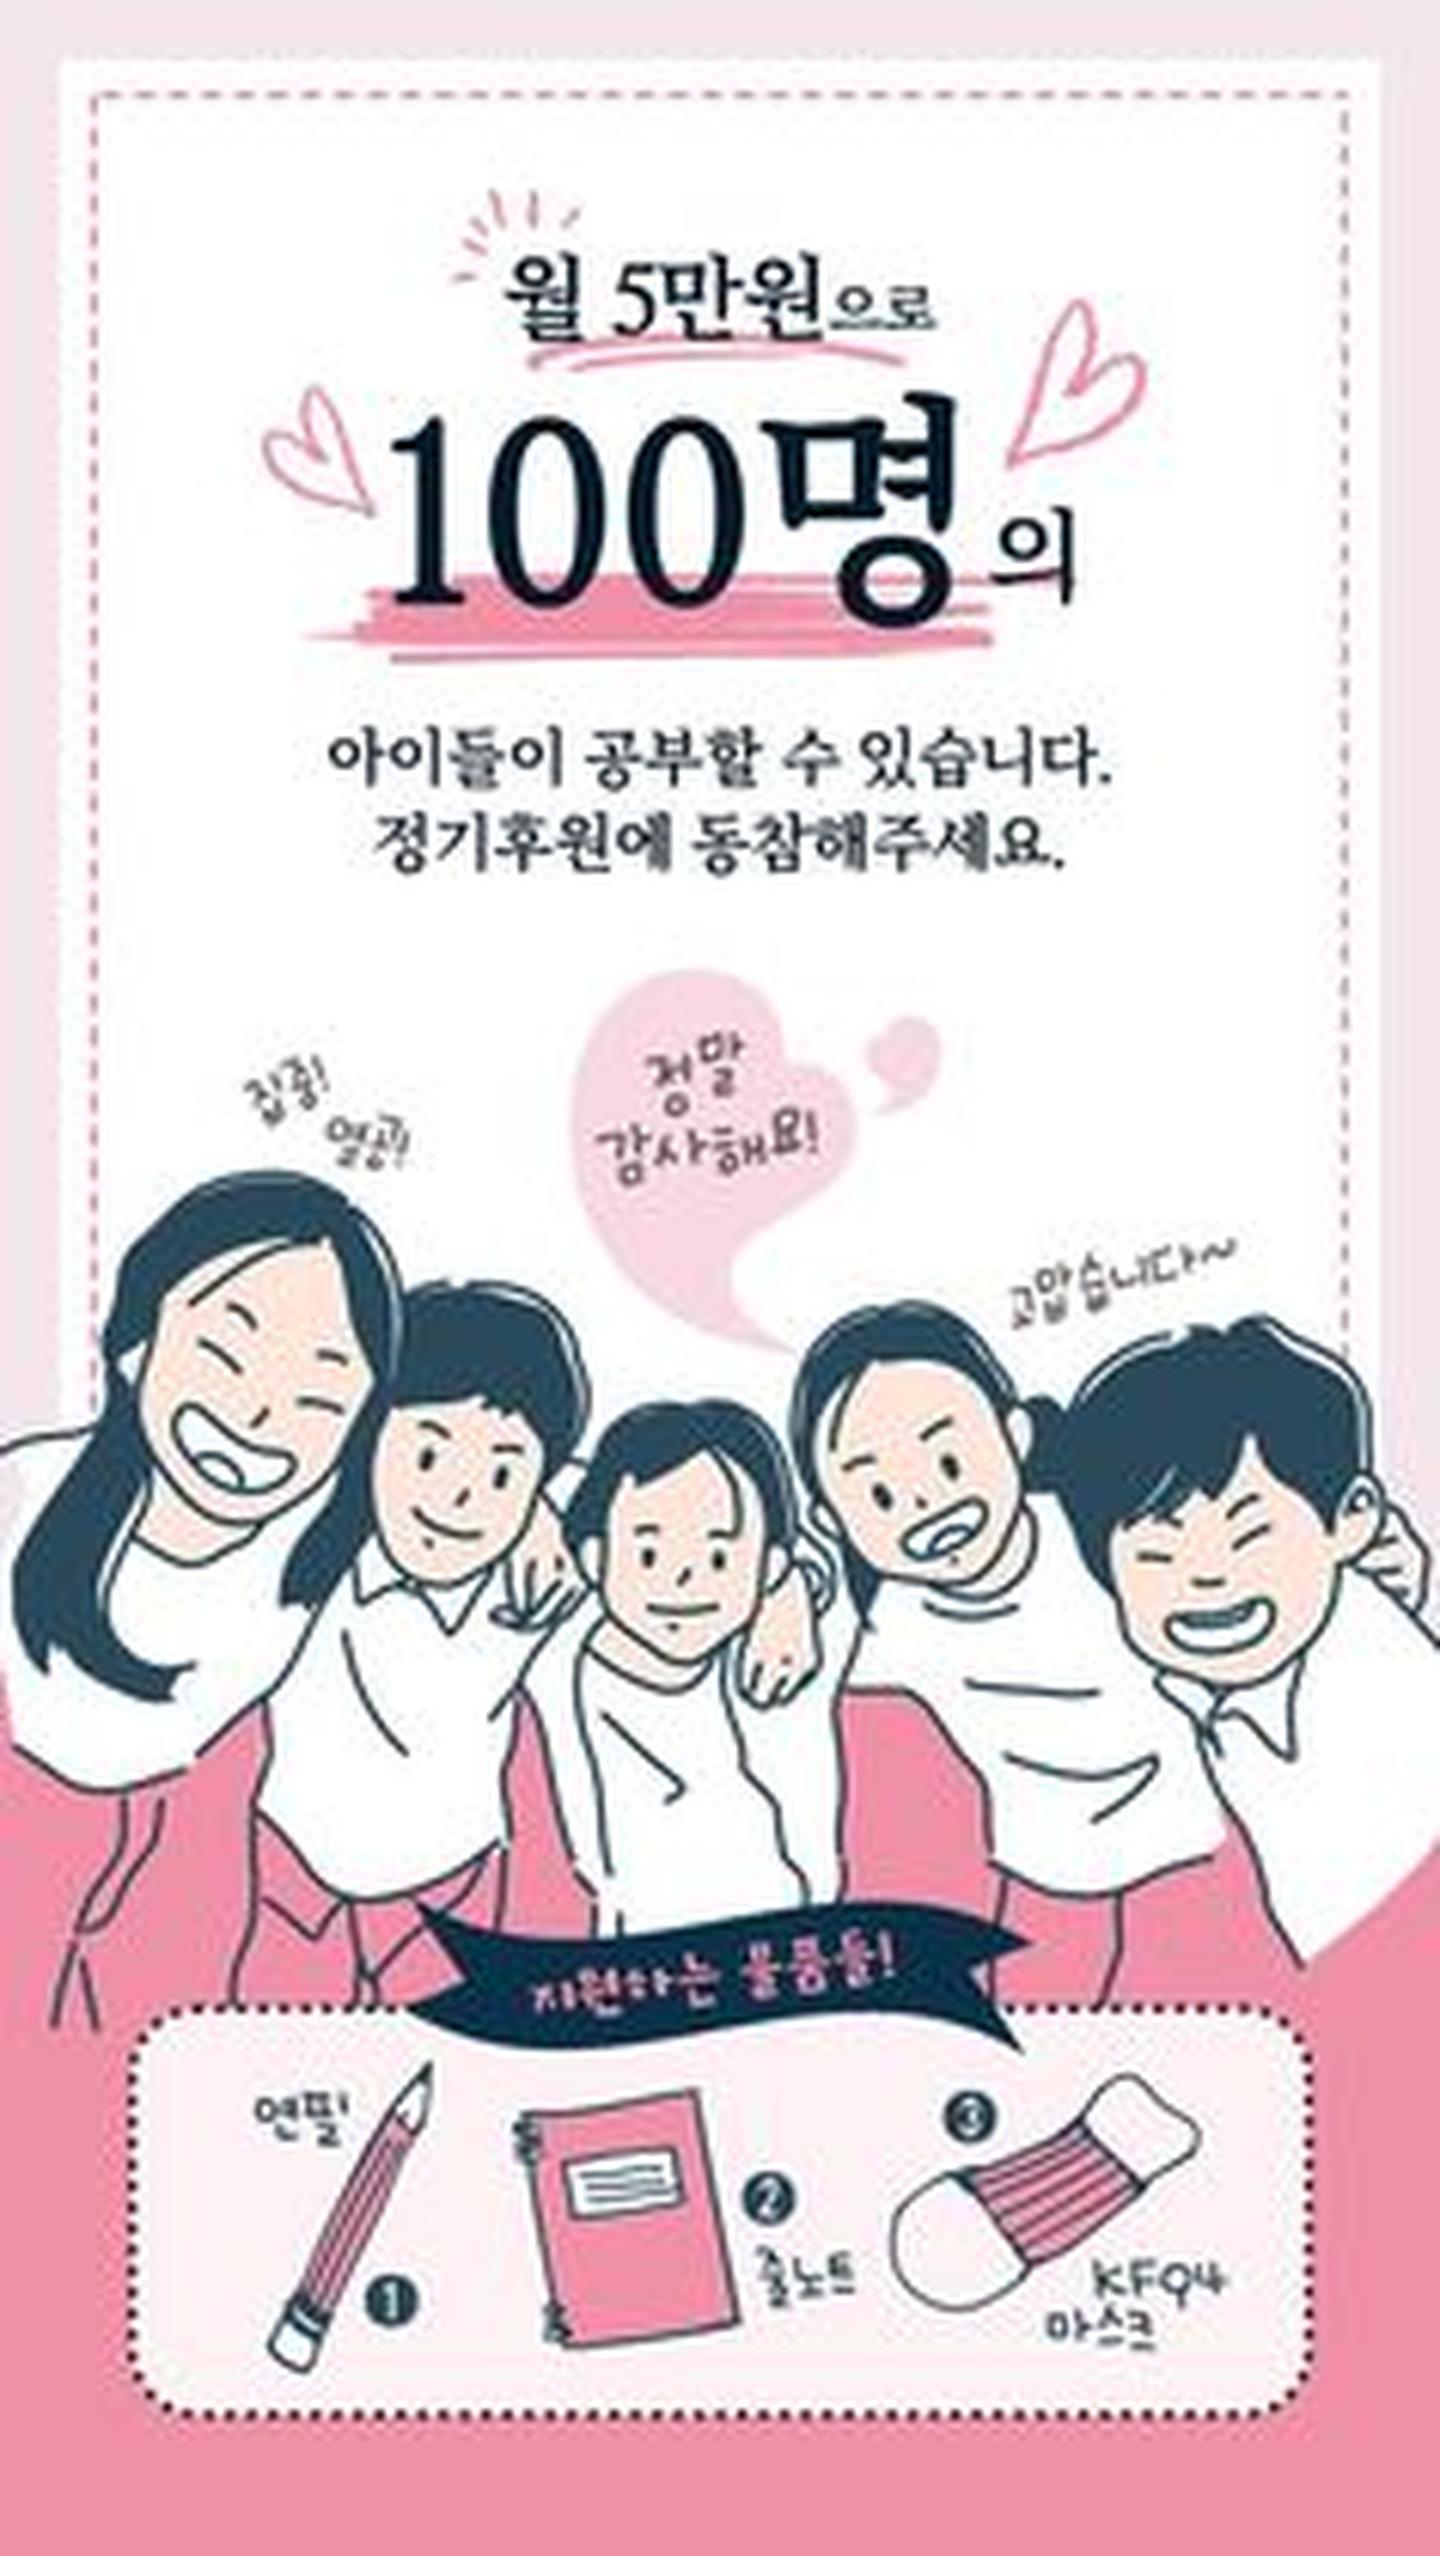 월 5만원으로
100명의
아이들이 공부할 수 있습니다.
정기후원에 동참해주세요.
집중!
열공!
정말
감사해요!
고맙습니다~
지원하는 물품들!
연필
1
2
줄노트
3
KF94
마스크